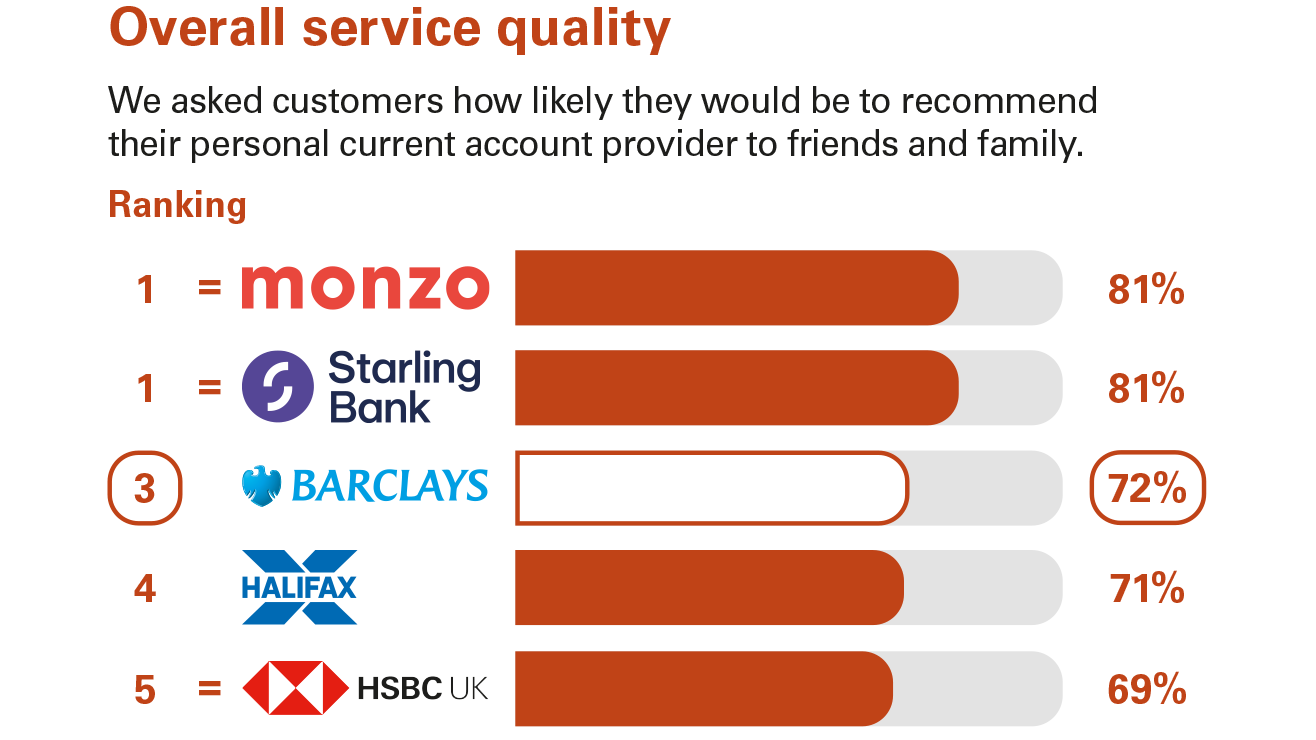 Overall service quality
We asked customers how likely they would be to recommend
their personal current account provider to friends and family.
Ranking
1 = monzo 81%
1 = Starling Bank 81%
3 BARCLAYS 72%
4 HALIFAX 71%
5 = HSBC UK 69%